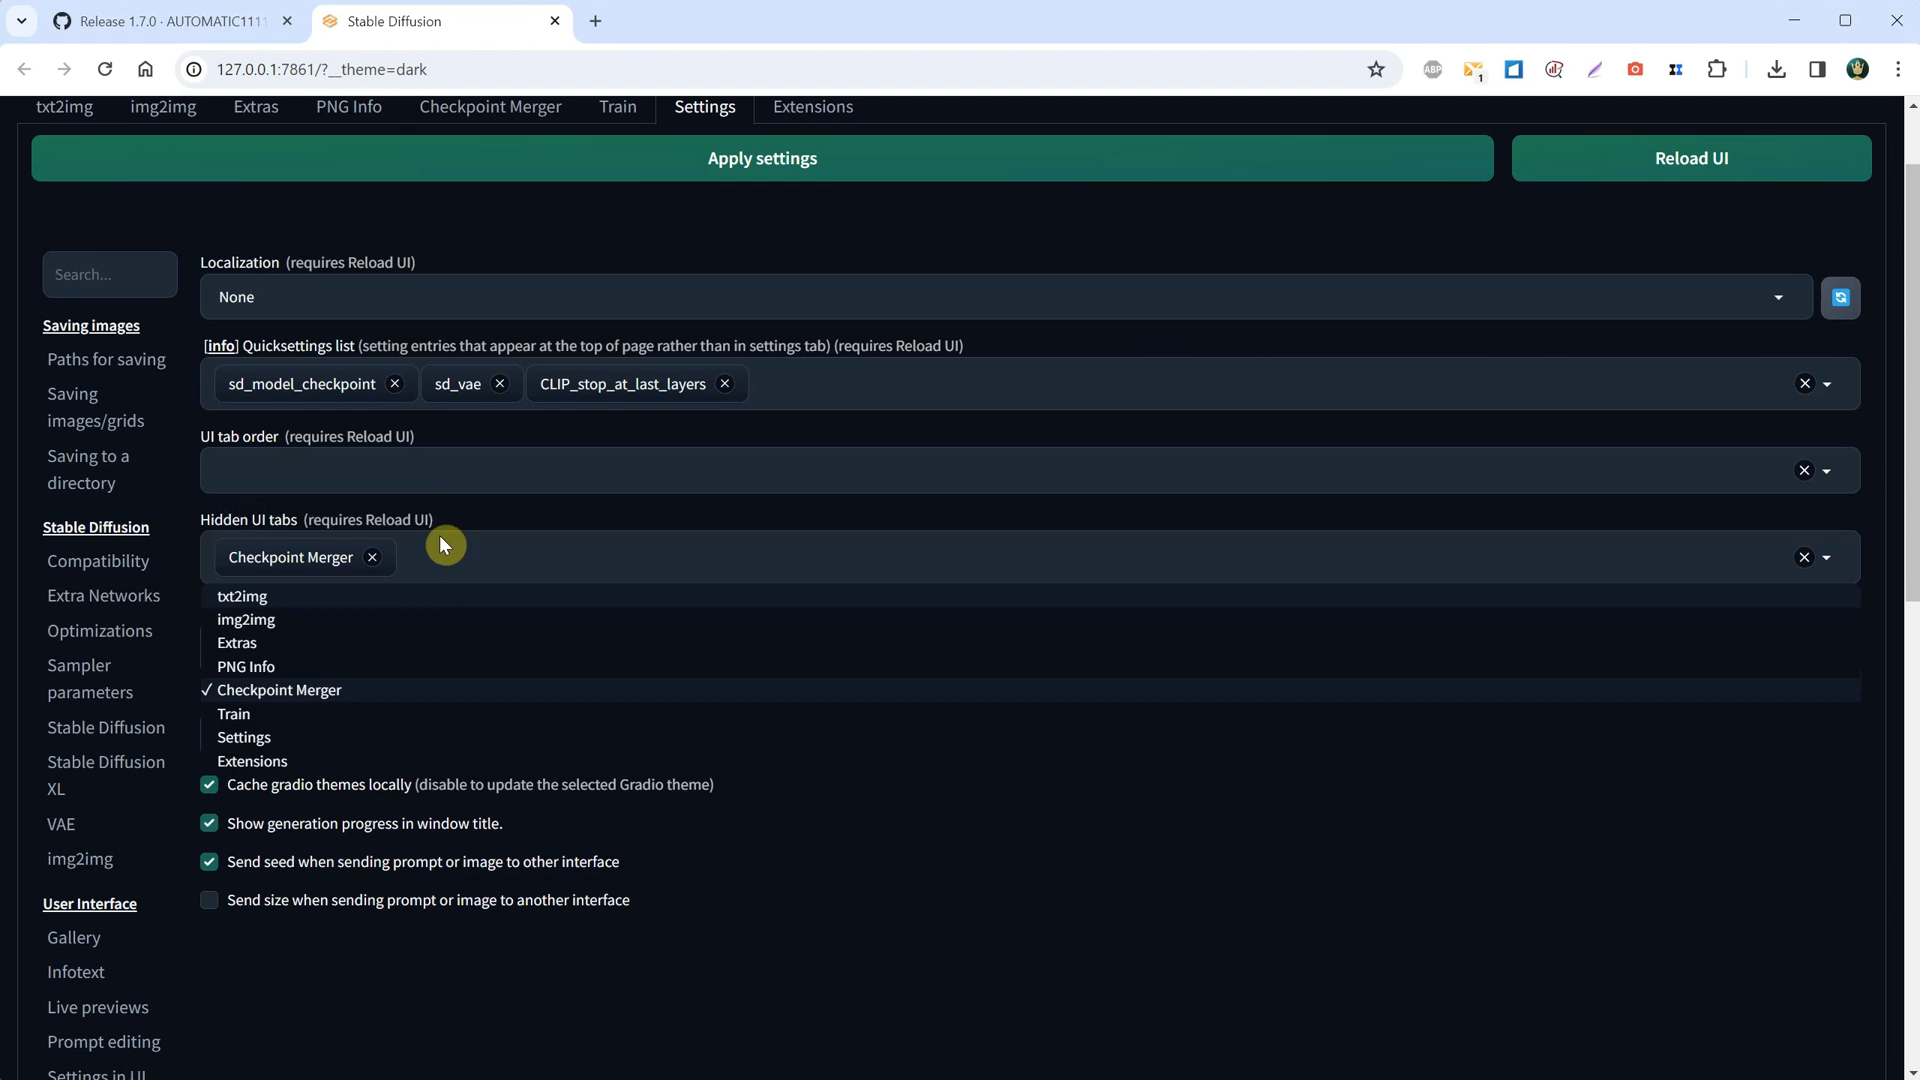 Release 1.7.0 · AUTOMATIC1111
Stable Diffusion
127.0.0.1:7861/?__theme=dark
ABP
1
txt2img
img2img
Extras
PNG Info
Checkpoint Merger
Train
Settings
Extensions
Apply settings
Reload UI
Search...
Saving images
Paths for saving
Saving
images/grids
Saving to a
directory
Stable Diffusion
Compatibility
Extra Networks
Optimizations
Sampler
parameters
Stable Diffusion
Stable Diffusion
XL
VAE
img2img
User Interface
Gallery
Infotext
Live previews
Prompt editing
Settings in UI
Localization (requires Reload UI)
None
[info] Quicksettings list (setting entries that appear at the top of page rather than in settings tab) (requires Reload UI)
sd_model_checkpoint
sd_vae
CLIP_stop_at_last_layers
UI tab order (requires Reload UI)
Hidden UI tabs (requires Reload UI)
Checkpoint Merger
txt2img
img2img
Extras
PNG Info
✓ Checkpoint Merger
Train
Settings
Extensions
Cache gradio themes locally (disable to update the selected Gradio theme)
Show generation progress in window title.
Send seed when sending prompt or image to other interface
Send size when sending prompt or image to another interface